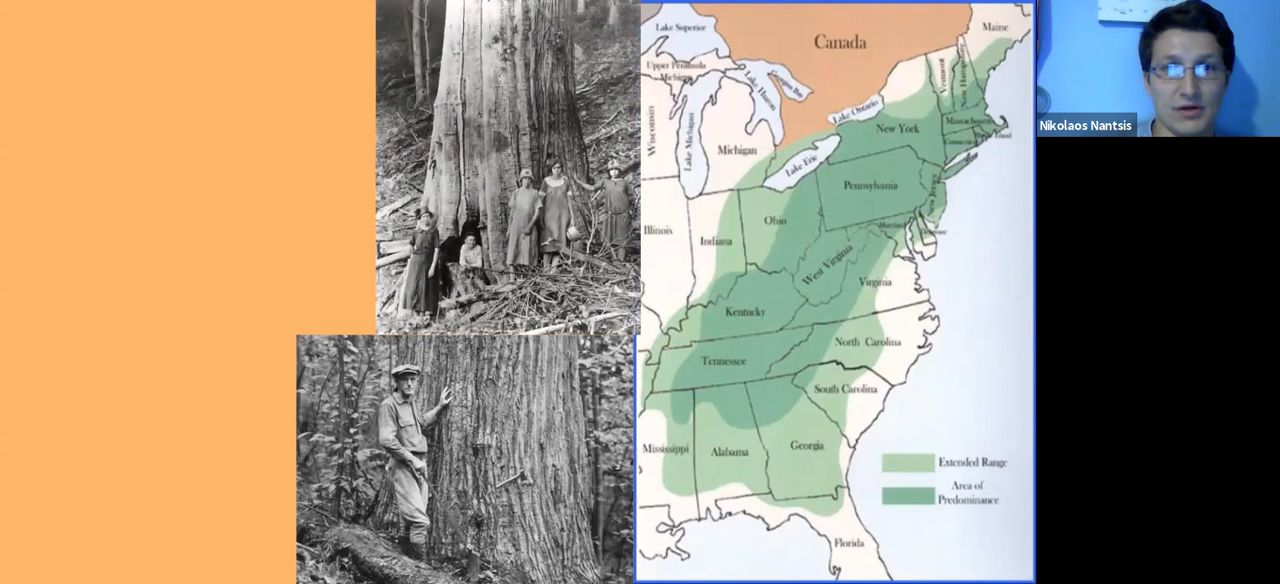 Lake Superior
Canada
Maine
Upper Peninsula
Michigan
Georgian Bay
Lake Huron
Vermont
New Hampshire
Wisconsin
Lake Michigan
Michigan
Lake Ontario
New York
Massachusetts
Lake Erie
Pennsylvania
New Jersey
Illinois
Indiana
Ohio
West Virginia
Maryland
Delaware
Virginia
Kentucky
Tennessee
North Carolina
South Carolina
Mississippi
Alabama
Georgia
Extended Range
Area of
Predominance
Florida
Nikolaos Nantsis